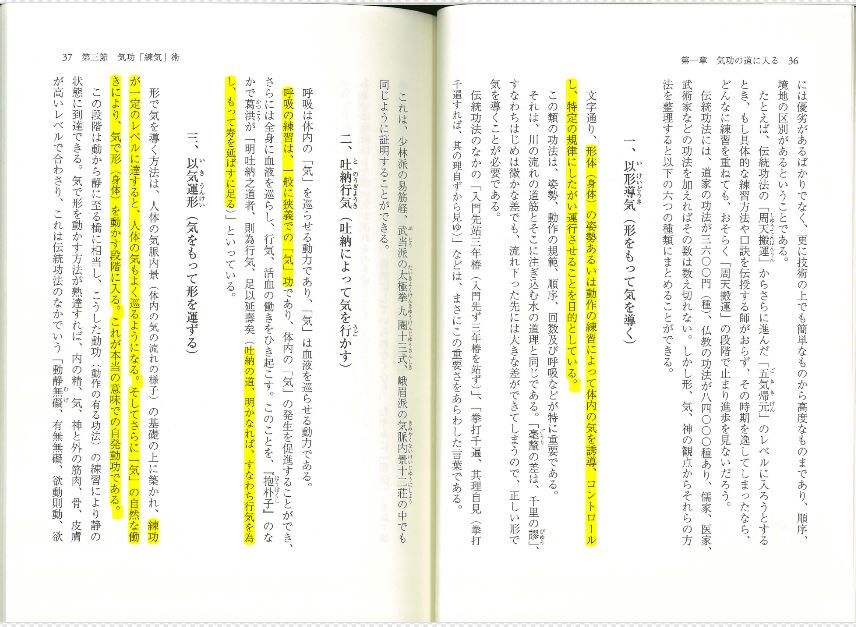 第一章　気功の道に入る　36
には優劣があるばかりでなく、更に技術の上でも簡単なものから高度なものまであり、順序、
境地の区別があるということである。
たとえば、伝統功法の「周天搬運」からさらに進んだ「五気帰元」のレベルに入ろうとする
とき、もし具体的な練習方法や口訣を伝授する師がおらず、その時期を逸してしまったなら、
どんなに練習を重ねても、おそらく「周天搬運」の段階で止まり進歩を見ないだろう。
伝統功法には、道家の功法が三六〇〇門（種）、仏教の功法が八四〇〇〇種あり、儒家、医家、
武術家などの功法を加えればその数は数え切れない。しかし形、気、神の観点からそれらの方
法を整理すると以下の六つの種類にまとめることができる。
一、以形導気（形をもって気を導く）
文字通り、形体（身体）の姿勢あるいは動作の練習によって体内の気を誘導、コントロール
し、特定の規律にしたがい運行させることを目的としている。
この類の功法は、姿勢、動作の規範、順序、回数及び呼吸などが特に重要である。
それは、川の流れの道筋とそこに注ぎ込む水の道理と同じである。「毫釐の差は、千里の謬」、
すなわちはじめは微かな差でも、流れ下った先には大きな差ができてしまうので、正しい形で
気を導くことが必要である。
伝統功法のなかの「入門先站三年樁（入門先ず三年樁を站ず）」、「拳打千遍、其理自見（拳打
千遍すれば、其の理自ずから見ゆ）」などは、まさにこの重要さをあらわした言葉である。
37　第三節　気功「練気」術
これは、少林派の易筋経、武当派の太極拳九圏十三式、峨眉派の気脈内景十二荘の中でも
同じように証明することができる。
二、吐納行気（吐納によって気を行かす）
呼吸は体内の「気」を巡らせる動力であり、「気」は血液を巡らせる動力である。
呼吸の練習は、一般に狭義での「気」功であり、体内の「気」の発生を促進することができ、
さらには全身に血液を巡らし、行気、活血の働きをひき起こす。このことを、『抱朴子』のな
かで葛洪が「明吐納之道者、則為行気、足以延壽矣（吐納の道、明かなれば、すなわち行気を為
し、もって寿を延ばすに足る）」といっている。
三、以気運形（気をもって形を運ずる）
形で気を導く方法は、人体の気脈内景（体内の気の流れの様子）の基礎の上に築かれ、練功
が一定のレベルに達すると、人体の気もよく巡るようになる。そしてさらに「気」の自然な働
きにより、気で形（身体）を動かす段階に入る。これが本当の意味での自発動功である。
この段階は動から静に至る橋に相当し、こうした動功（動作の有る功法）の練習により静の
状態に到達できる。気で形を動かす方法が熟達すれば、内の精、気、神と外の筋肉、骨、皮膚
が高いレベルで合わさり、これは伝統功法のなかでいう「動静無礙、有無無礙、欲動則動、欲